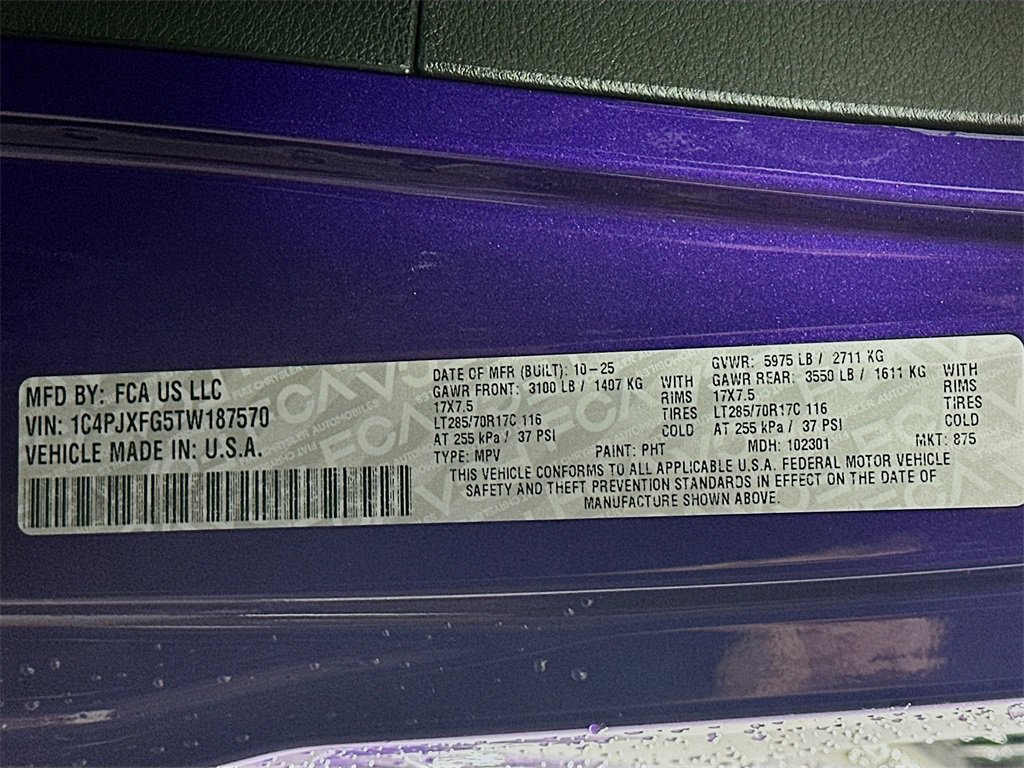 MFD BY: FCA US LLC
VIN: 1C4PJXFG5TW187570
VEHICLE MADE IN: U.S.A.
DATE OF MFR (BUILT): 10-25
GAWR FRONT: 3100 LB / 1407 KG WITH
17X7.5 RIMS
LT285/70R17C 116 TIRES
AT 255 kPa / 37 PSI COLD
TYPE: MPV PAINT: PHT
GVWR: 5975 LB / 2711 KG
GAWR REAR: 3550 LB / 1611 KG WITH
17X7.5 RIMS
LT285/70R17C 116 TIRES
AT 255 kPa / 37 PSI COLD
MDH: 102301 MKT: 875
THIS VEHICLE CONFORMS TO ALL APPLICABLE U.S.A. FEDERAL MOTOR VEHICLE
SAFETY AND THEFT PREVENTION STANDARDS IN EFFECT ON THE DATE OF
MANUFACTURE SHOWN ABOVE.